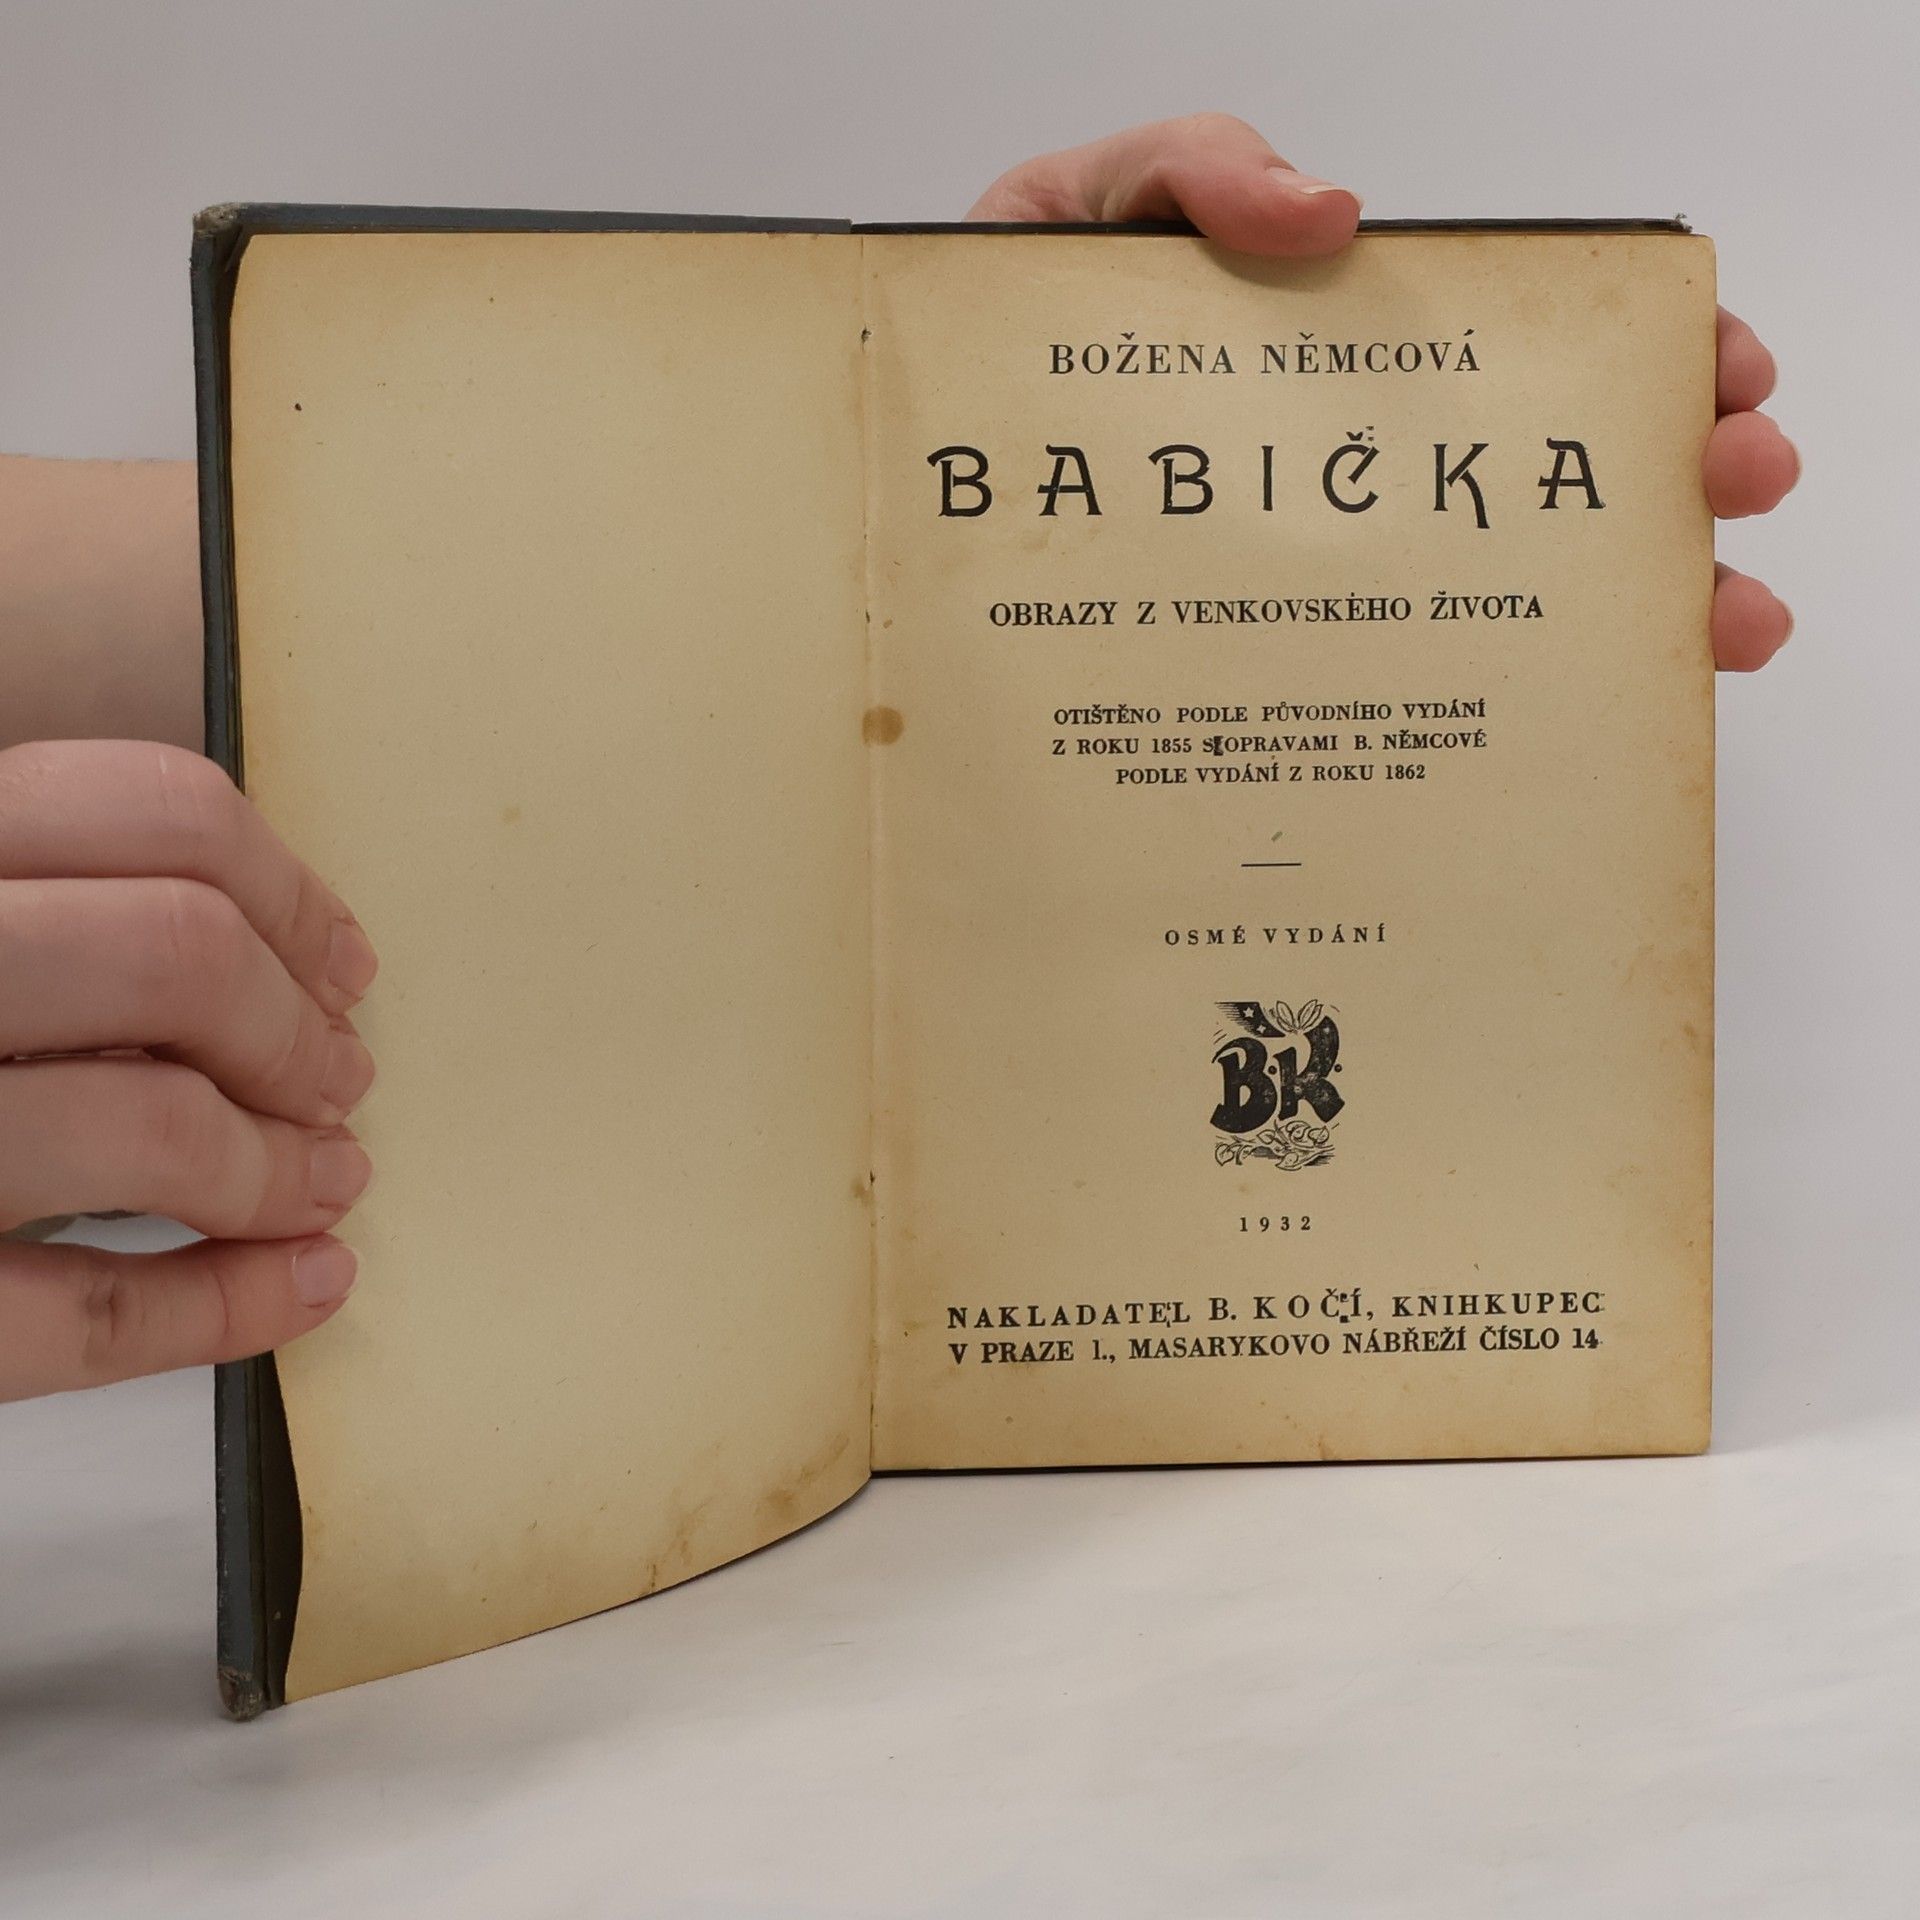 BOŽENA NĚMCOVÁ
BABIČKA
OBRAZY Z VENKOVSKÉHO ŽIVOTA
OTIŠTĚNO PODLE PŮVODNÍHO VYDÁNÍ
Z ROKU 1855 S OPRAVAMI B. NĚMCOVÉ
PODLE VYDÁNÍ Z ROKU 1862
OSMÉ VYDÁNÍ
B.K.
1932
NAKLADATEL B. KOČÍ, KNIHKUPEC
V PRAZE I., MASARYKOVO NÁBŘEŽÍ ČÍSLO 14